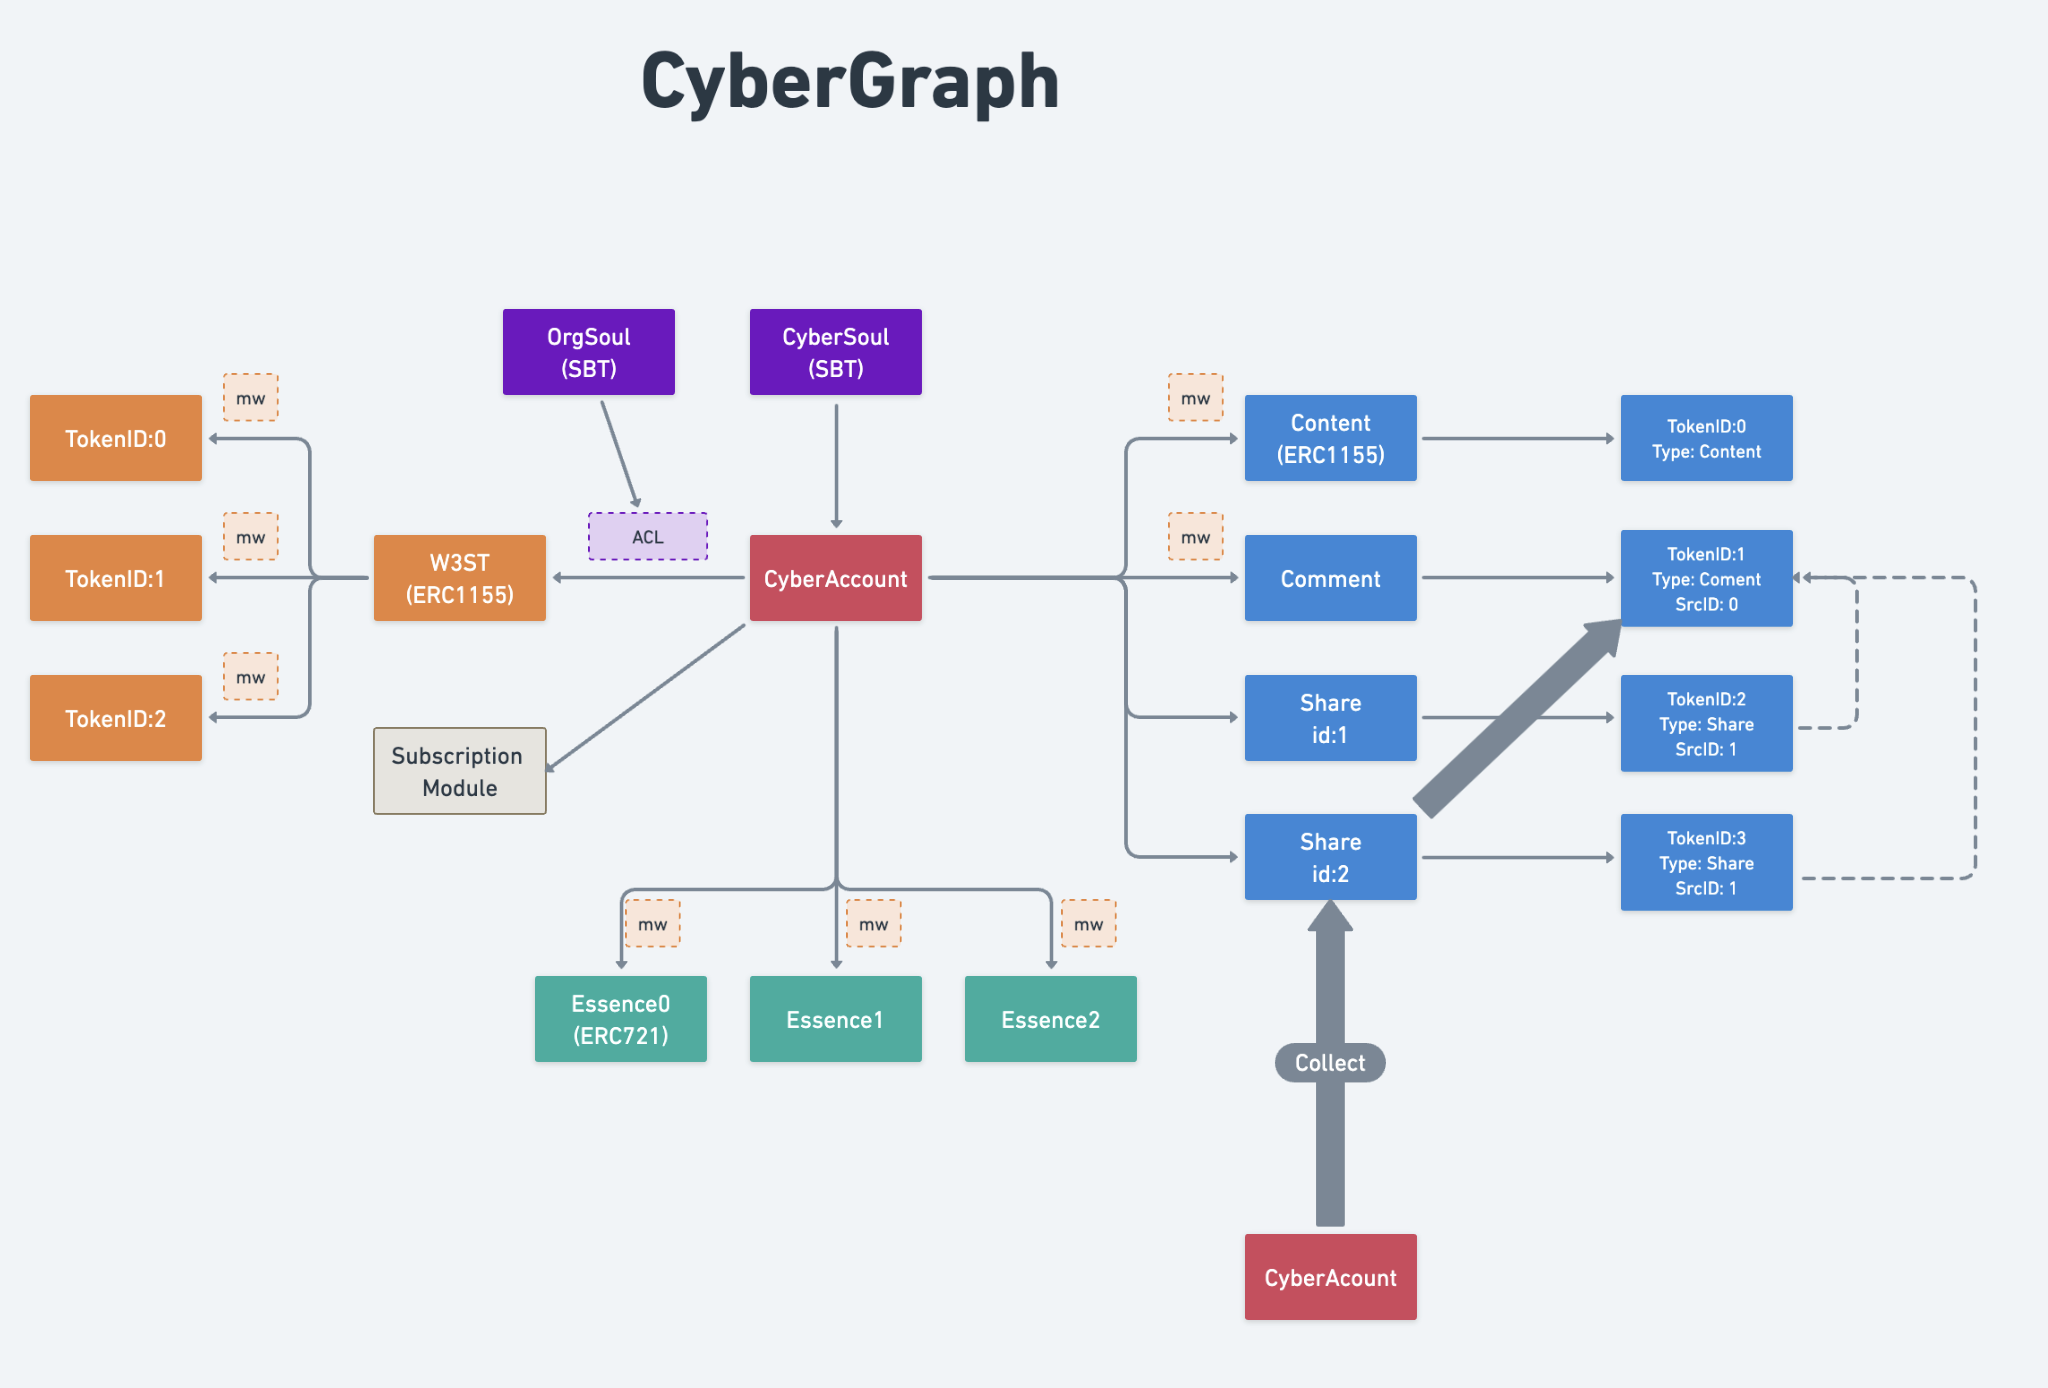 CyberGraph
OrgSoul
(SBT)
CyberSoul
(SBT)
mw
TokenID:0
mw
TokenID:1
mw
TokenID:2
W3ST
(ERC1155)
ACL
CyberAccount
Subscription
Module
mw
Content
(ERC1155)
mw
Comment
Share
id:1
Share
id:2
TokenID:0
Type: Content
TokenID:1
Type: Coment
SrcID: 0
TokenID:2
Type: Share
SrcID: 1
TokenID:3
Type: Share
SrcID: 1
mw
mw
mw
Essence0
(ERC721)
Essence1
Essence2
Collect
CyberAcount